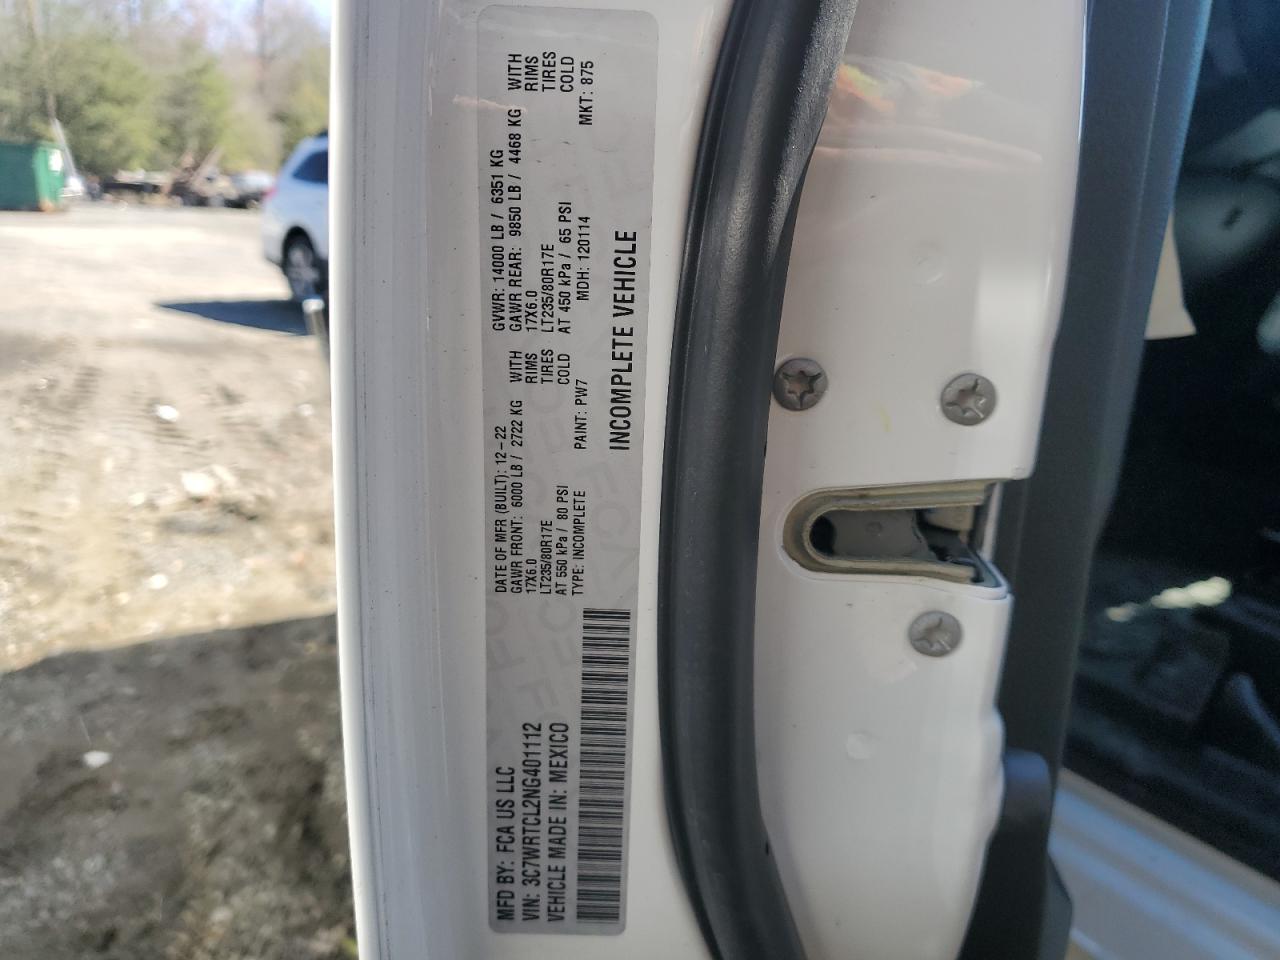 MFD BY: FCA US LLC
VIN: 3C7WRTCL2NG401112
VEHICLE MADE IN: MEXICO
DATE OF MFR (BUILT): 12-22 GVWR: 14000 LB / 6351 KG
GAWR FRONT: 6000 LB / 2722 KG WITH GAWR REAR: 9850 LB / 4468 KG WITH
17X6.0 RIMS 17X6.0 RIMS
LT235/80R17E TIRES LT235/80R17E TIRES
AT 550 kPa / 80 PSI COLD AT 450 kPa / 65 PSI COLD
TYPE: INCOMPLETE PAINT: PW7 MDH: 120114 MKT: 875
INCOMPLETE VEHICLE